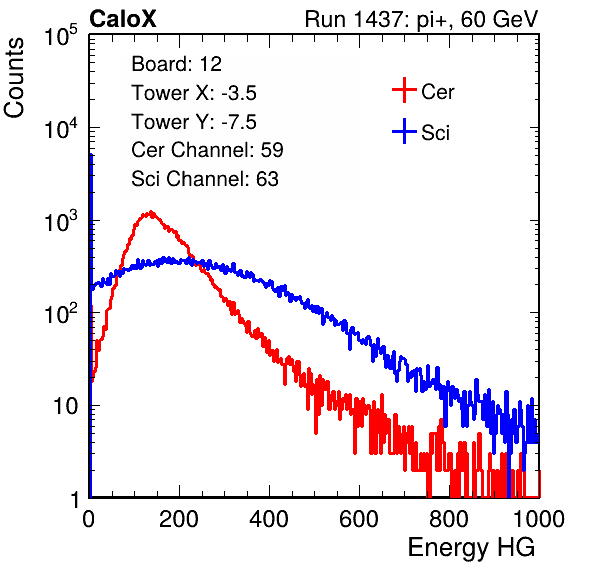 CaloX Run 1437: pi+, 60 GeV
Counts
10^5
10^4
10^3
10^2
10
1
Board: 12
Tower X: -3.5
Tower Y: -7.5
Cer Channel: 59
Sci Channel: 63
Cer
Sci
0 200 400 600 800 1000
Energy HG